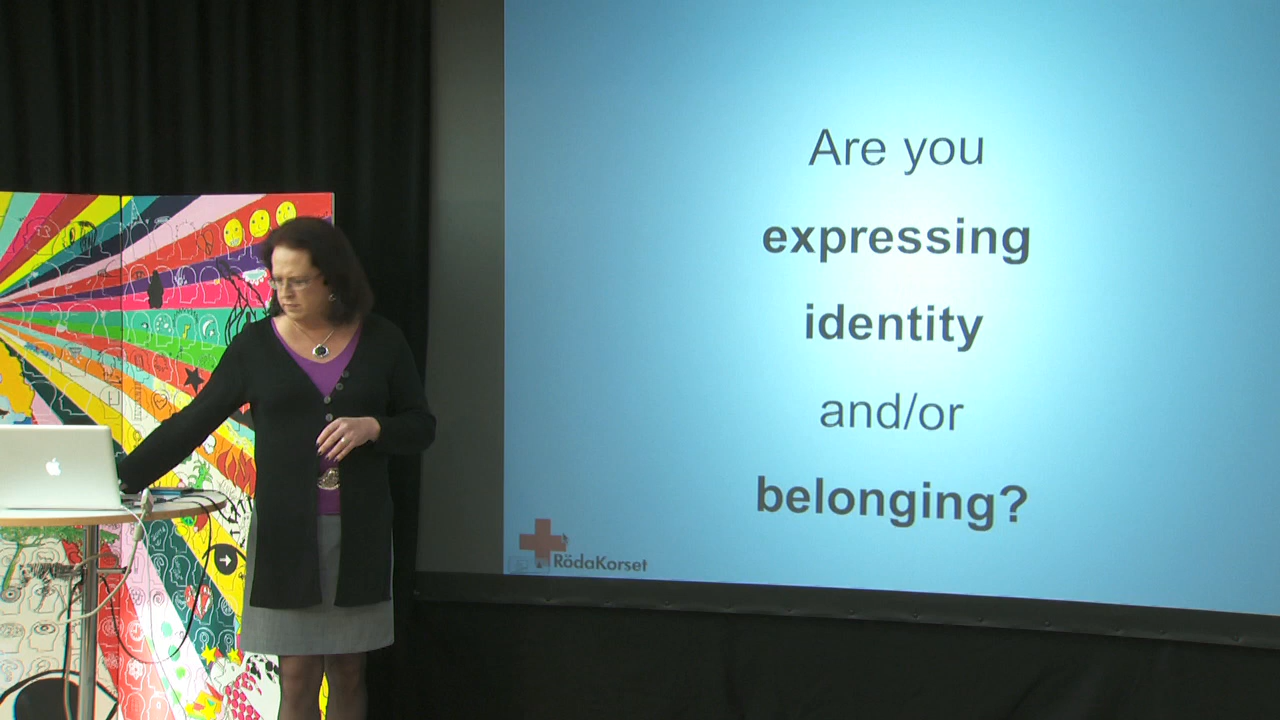 Are you
expressing
identity
and/or
belonging?
RödaKorset